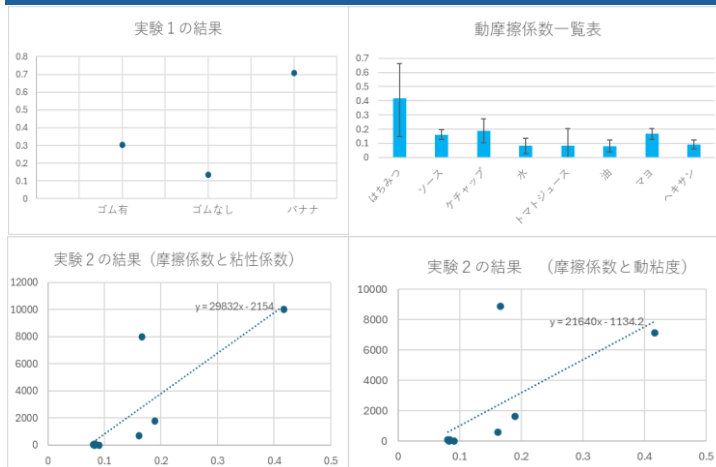 実験１の結果
0.8
0.7
0.6
0.5
0.4
0.3
0.2
0.1
0
ゴム有
ゴムなし
バナナ
動摩擦係数一覧表
0.7
0.6
0.5
0.4
0.3
0.2
0.1
0
はちみつ
ソース
ケチャップ
水
トマトジュース
油
マヨ
ヘキサン
実験２の結果（摩擦係数と粘性係数）
12000
10000
8000
6000
4000
2000
0
y = 29832x - 2154
0
0.1
0.2
0.3
0.4
0.5
実験２の結果　（摩擦係数と動粘度）
10000
8000
6000
4000
2000
0
y = 21640x - 1134.2
0
0.1
0.2
0.3
0.4
0.5